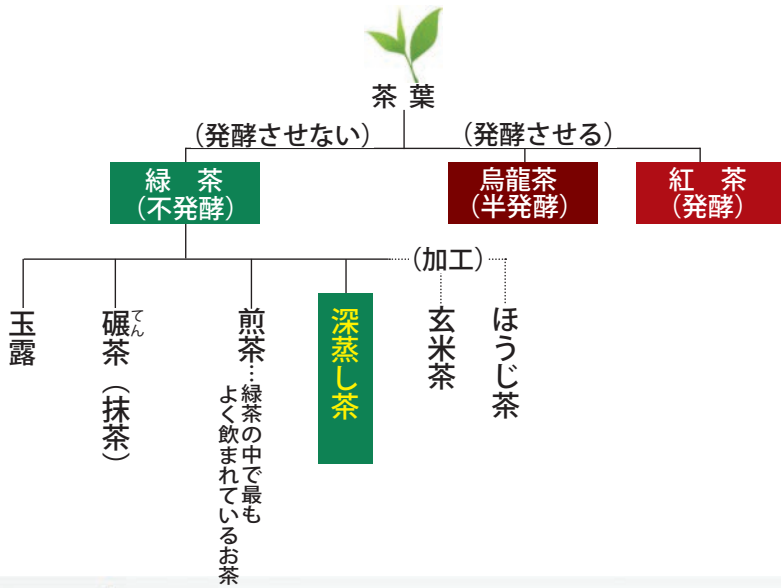 茶葉
(発酵させない)
(発酵させる)
緑茶
(不発酵)
烏龍茶
(半発酵)
紅茶
(発酵)
(加工)
玉露
碾茶(抹茶)
てん
煎茶…緑茶の中で最も
よく飲まれているお茶
深蒸し茶
玄米茶
ほうじ茶